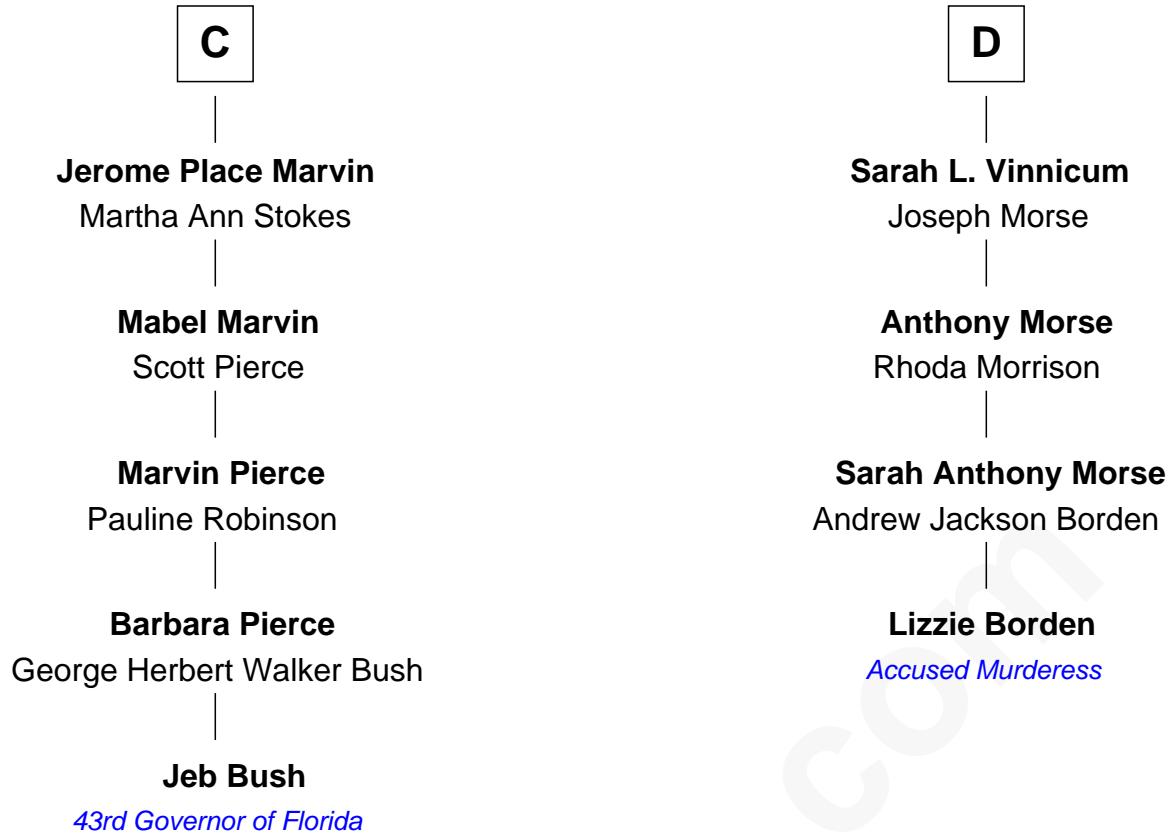 C
Jerome Place Marvin
Martha Ann Stokes
Mabel Marvin
Scott Pierce
Marvin Pierce
Pauline Robinson
Barbara Pierce
George Herbert Walker Bush
Jeb Bush
43rd Governor of Florida
D
Sarah L. Vinnicum
Joseph Morse
Anthony Morse
Rhoda Morrison
Sarah Anthony Morse
Andrew Jackson Borden
Lizzie Borden
Accused Murderess
com